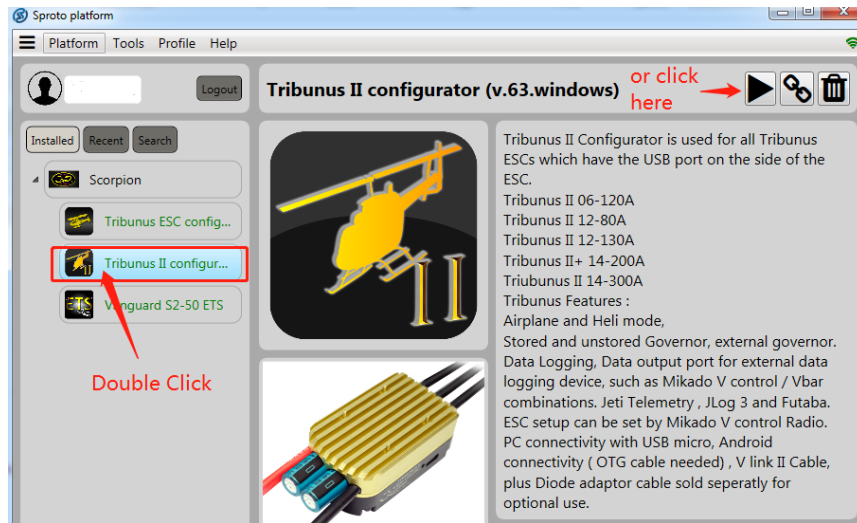 Sproto platform
Platform Tools Profile Help
Logout
Tribunus II configurator (v.63.windows)
or click
here
Installed Recent Search
Scorpion
Tribunus ESC config...
Tribunus II configur...
Vanguard S2-50 ETS
Double Click
II
ETS
Tribunus II Configurator is used for all Tribunus
ESCs which have the USB port on the side of the
ESC.
Tribunus II 06-120A
Tribunus II 12-80A
Tribunus II 12-130A
Tribunus II+ 14-200A
Triubunus II 14-300A
Tribunus Features :
Airplane and Heli mode,
Stored and unstored Governor, external governor.
Data Logging, Data output port for external data
logging device, such as Mikado V control / Vbar
combinations. Jeti Telemetry , JLog 3 and Futaba.
ESC setup can be set by Mikado V control Radio.
PC connectivity with USB micro, Android
connectivity ( OTG cable needed) , V link II Cable,
plus Diode adaptor cable sold seperatly for
optional use.